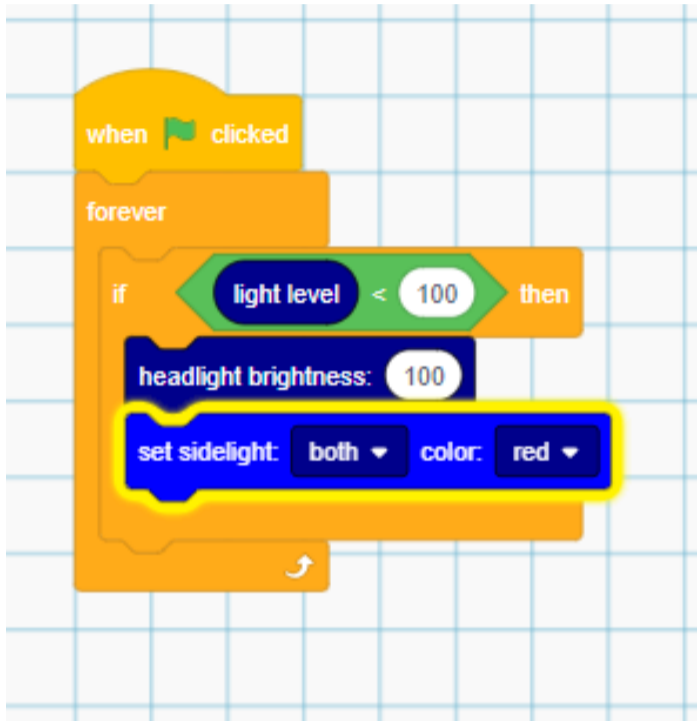 when clicked
forever
if light level < 100 then
headlight brightness: 100
set sidelight: both color: red